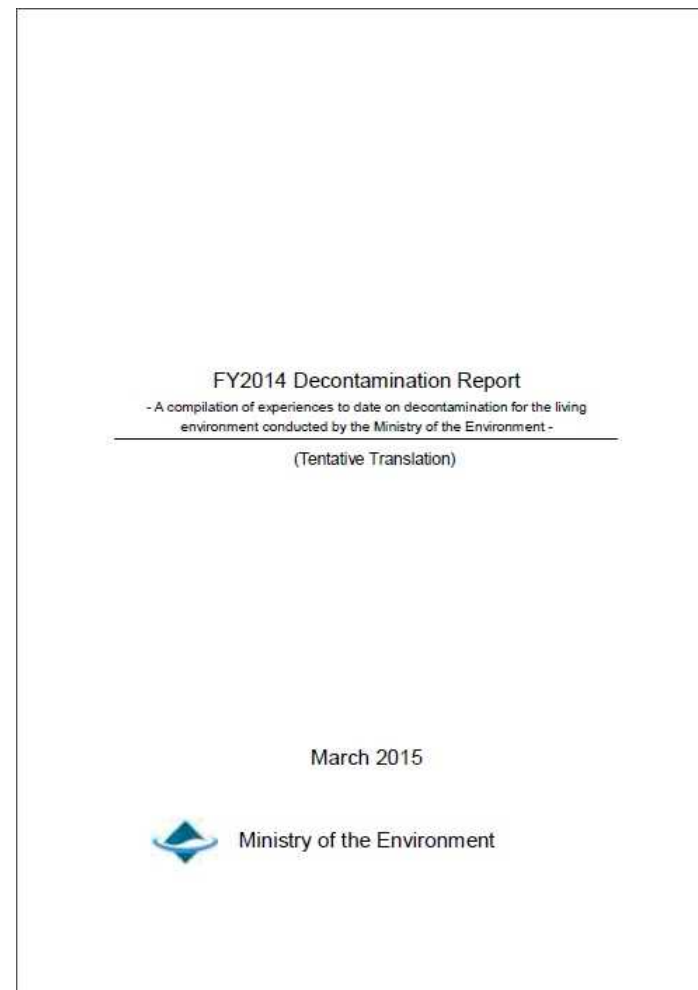 FY2014 Decontamination Report
- A compilation of experiences to date on decontamination for the living
environment conducted by the Ministry of the Environment -
(Tentative Translation)
March 2015
Ministry of the Environment